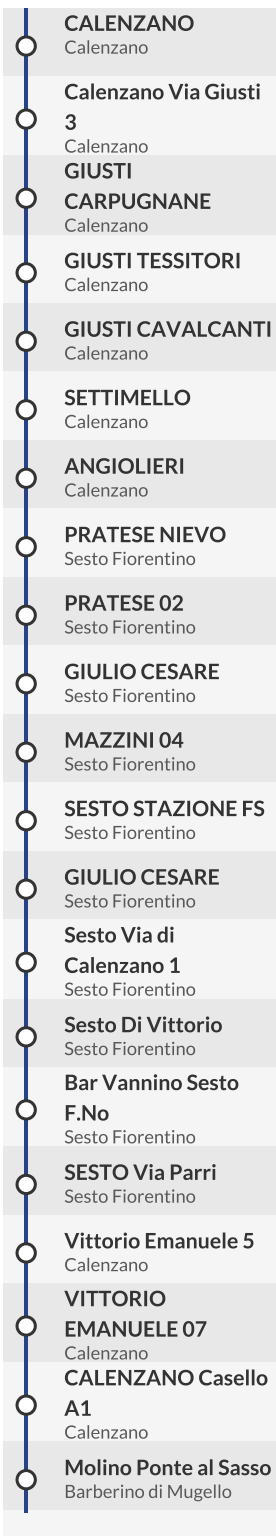 CALENZANO
Calenzano
Calenzano Via Giusti
3
Calenzano
GIUSTI
CARPUGNANE
Calenzano
GIUSTI TESSITORI
Calenzano
GIUSTI CAVALCANTI
Calenzano
SETTIMELLO
Calenzano
ANGIOLIERI
Calenzano
PRATESE NIEVO
Sesto Fiorentino
PRATESE 02
Sesto Fiorentino
GIULIO CESARE
Sesto Fiorentino
MAZZINI 04
Sesto Fiorentino
SESTO STAZIONE FS
Sesto Fiorentino
GIULIO CESARE
Sesto Fiorentino
Sesto Via di
Calenzano 1
Sesto Fiorentino
Sesto Di Vittorio
Sesto Fiorentino
Bar Vannino Sesto
F.No
Sesto Fiorentino
SESTO Via Parri
Sesto Fiorentino
Vittorio Emanuele 5
Calenzano
VITTORIO
EMANUELE 07
Calenzano
CALENZANO Casello
A1
Calenzano
Molino Ponte al Sasso
Barberino di Mugello